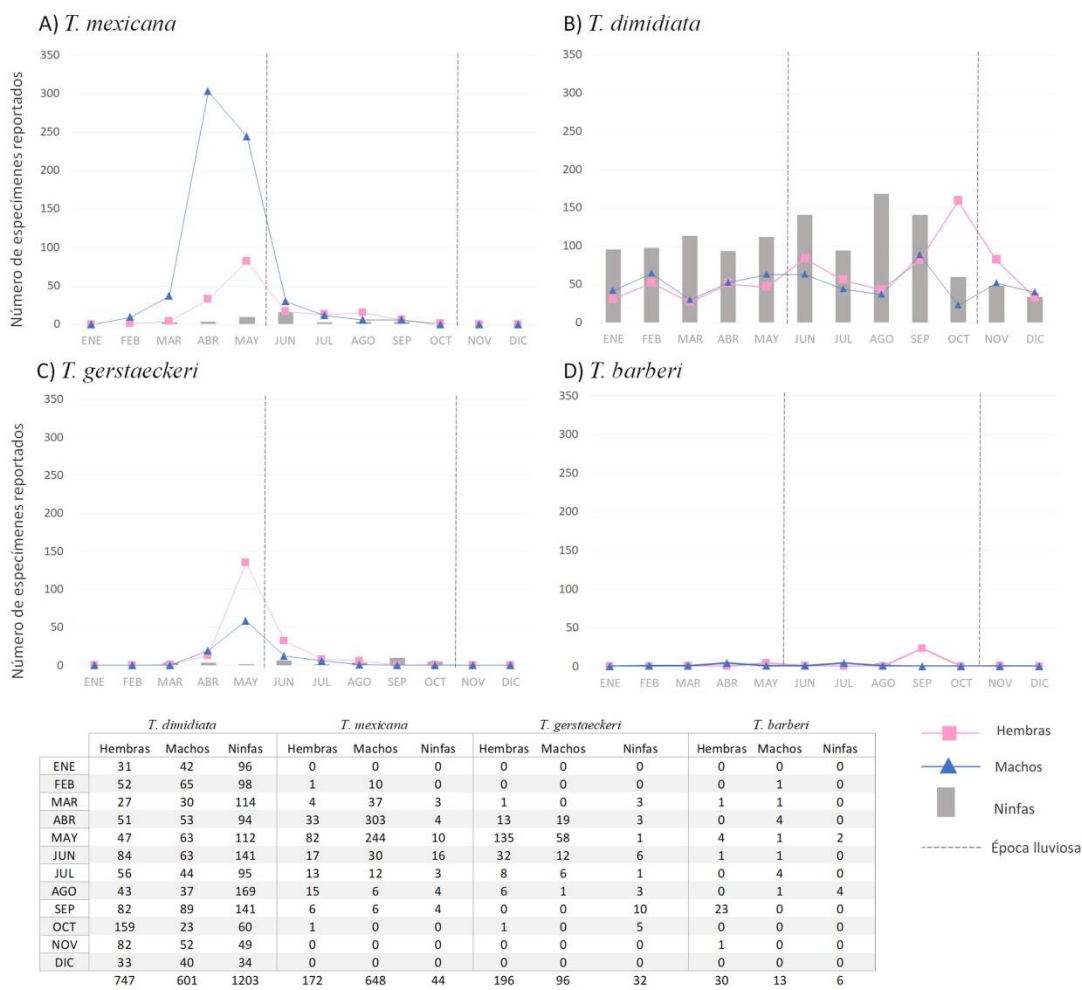 A) T. mexicana
Número de especímenes reportados
350
300
250
200
150
100
50
0
ENE FEB MAR ABR MAY JUN JUL AGO SEP OCT NOV DIC
B) T. dimidiata
350
300
250
200
150
100
50
0
ENE FEB MAR ABR MAY JUN JUL AGO SEP OCT NOV DIC
C) T. gerstaeckeri
Número de especímenes reportados
350
300
250
200
150
100
50
0
ENE FEB MAR ABR MAY JUN JUL AGO SEP OCT NOV DIC
D) T. barberi
350
300
250
200
150
100
50
0
ENE FEB MAR ABR MAY JUN JUL AGO SEP OCT NOV DIC
T. dimidiata T. mexicana T. gerstaeckeri T. barberi
Hembras Machos Ninfas Hembras Machos Ninfas Hembras Machos Ninfas Hembras Machos Ninfas
ENE 31 42 96 0 0 0 0 0 0 0 0 0
FEB 52 65 98 1 10 0 0 0 0 0 1 0
MAR 27 30 114 4 37 3 1 0 3 1 1 0
ABR 51 53 94 33 303 4 13 19 3 0 4 0
MAY 47 63 112 82 244 10 135 58 1 4 1 2
JUN 84 63 141 17 30 16 32 12 6 1 1 0
JUL 56 44 95 13 12 3 8 6 1 0 4 0
AGO 43 37 169 15 6 4 6 1 3 0 1 4
SEP 82 89 141 6 6 4 0 0 10 23 0 0
OCT 159 23 60 1 0 0 1 0 5 0 0 0
NOV 82 52 49 0 0 0 0 0 0 1 0 0
DIC 33 40 34 0 0 0 0 0 0 0 0 0
747 601 1203 172 648 44 196 96 32 30 13 6
Hembras
Machos
Ninfas
Época lluviosa